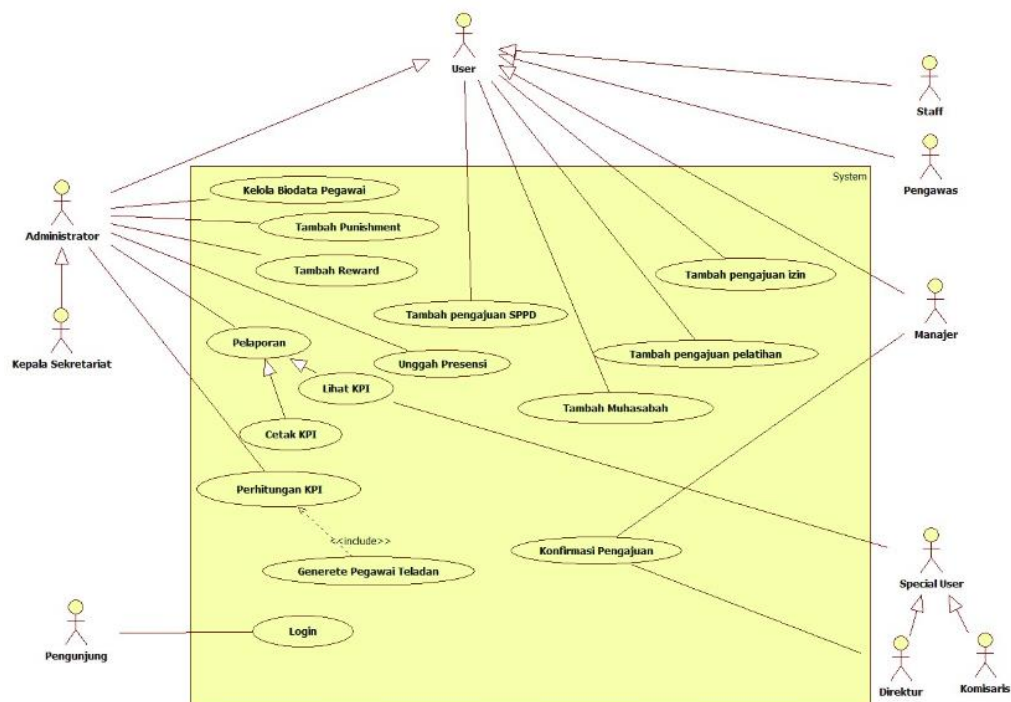 User
Staff
Pengawas
System
Administrator
Kelola Biodata Pegawai
Tambah Punishment
Tambah Reward
Tambah pengajuan izin
Kepala Sekretariat
Tambah pengajuan SPPD
Manajer
Pelaporan
Unggah Presensi
Tambah pengajuan pelatihan
Lihat KPI
Tambah Muhasabah
Cetak KPI
Perhitungan KPI
<<include>>
Konfirmasi Pengajuan
Generete Pegawai Teladan
Special User
Login
Pengunjung
Direktur
Komisaris